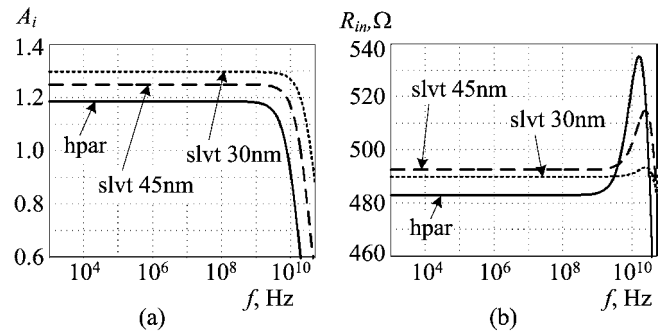 A_i
1.4
1.2
1.0
0.8
0.6
hpar
slvt 45nm
slvt 30nm
10^4 10^6 10^8 10^10
f, Hz
(a)
R_in, Ω
540
520
500
480
460
slvt 45nm
slvt 30nm
hpar
10^4 10^6 10^8 10^10
f, Hz
(b)